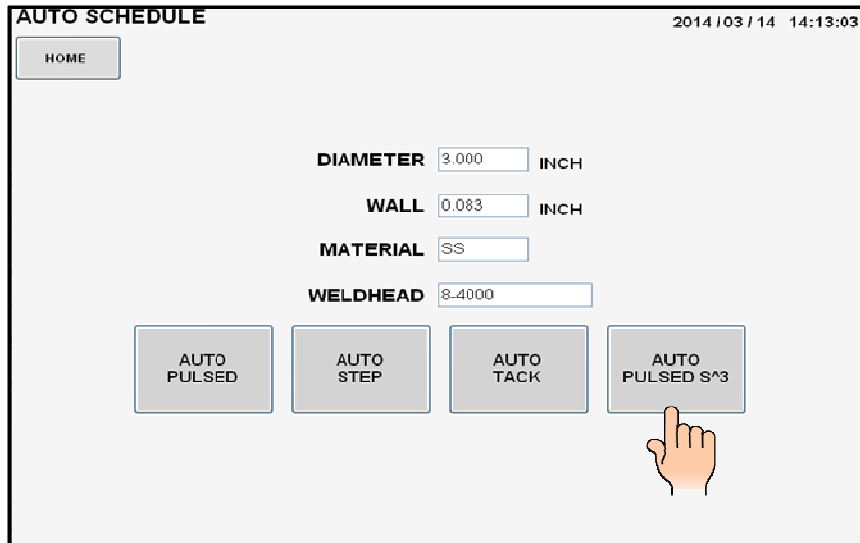 AUTO SCHEDULE
2014/03/14 14:13:03
HOME
DIAMETER 3.000 INCH
WALL 0.083 INCH
MATERIAL SS
WELDHEAD 8-4000
AUTO PULSED
AUTO STEP
AUTO TACK
AUTO PULSED S^3